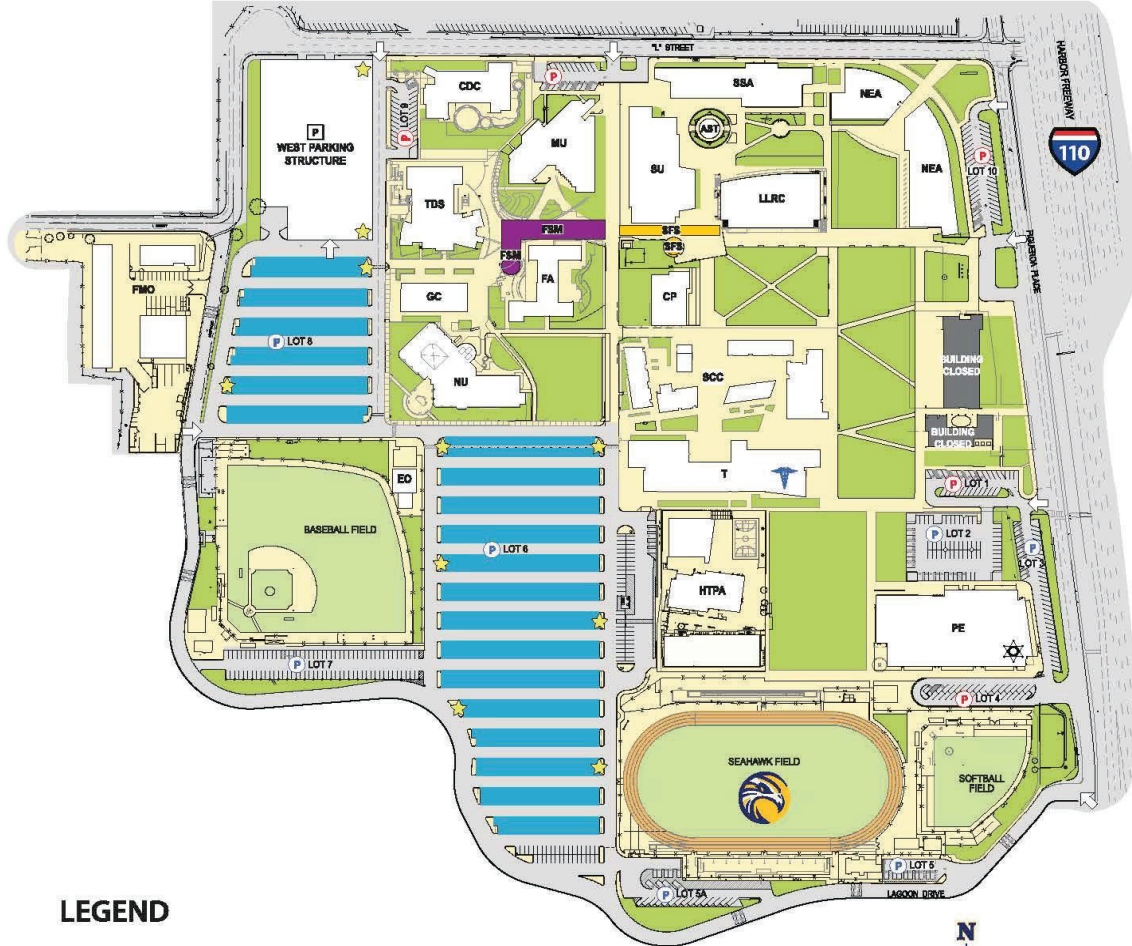 "L" STREET
HARBOR FREEWAY
110
FIGUEROA PLACE
P
WEST PARKING
STRUCTURE
P
LOT 9
CDC
P
MU
SSA
AST
NEA
NEA
P
LOT 10
SU
LLRC
TDS
FSM
FSM
SFS
SFS
FA
CP
GC
NU
FMO
P LOT 8
SCC
BUILDING
CLOSED
BUILDING
CLOSED
T
P LOT 1
P LOT 2
P
LOT 3
EO
BASEBALL FIELD
P LOT 6
HTPA
PE
P LOT 7
P LOT 4
SEAHAWK FIELD
SOFTBALL
FIELD
P LOT 5
P LOT 5A
LAGOON DRIVE
LEGEND
N